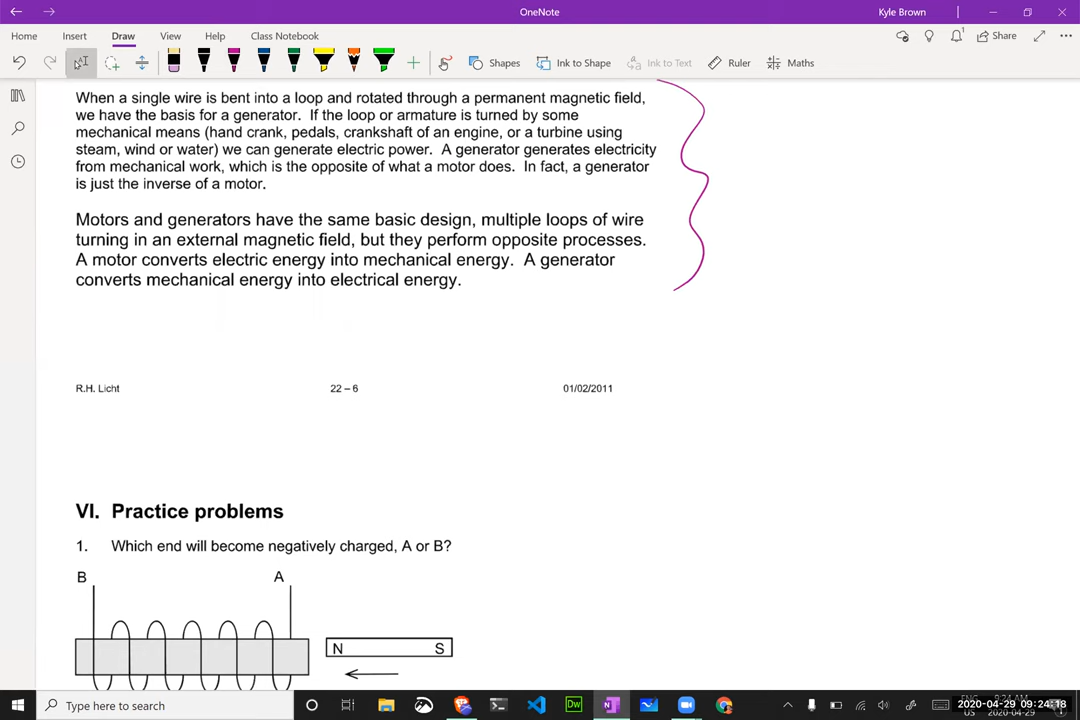 OneNote
Kyle Brown
Home Insert Draw View Help Class Notebook
Share
Shapes Ink to Shape Ink to Text Ruler Maths
When a single wire is bent into a loop and rotated through a permanent magnetic field,
we have the basis for a generator. If the loop or armature is turned by some
mechanical means (hand crank, pedals, crankshaft of an engine, or a turbine using
steam, wind or water) we can generate electric power. A generator generates electricity
from mechanical work, which is the opposite of what a motor does. In fact, a generator
is just the inverse of a motor.
Motors and generators have the same basic design, multiple loops of wire
turning in an external magnetic field, but they perform opposite processes.
A motor converts electric energy into mechanical energy. A generator
converts mechanical energy into electrical energy.
R.H. Licht 22 – 6 01/02/2011
VI. Practice problems
1. Which end will become negatively charged, A or B?
B A
N S
Type here to search
ENG 9:24 AM
US 2020-04-29
2020-04-29 09:24:18